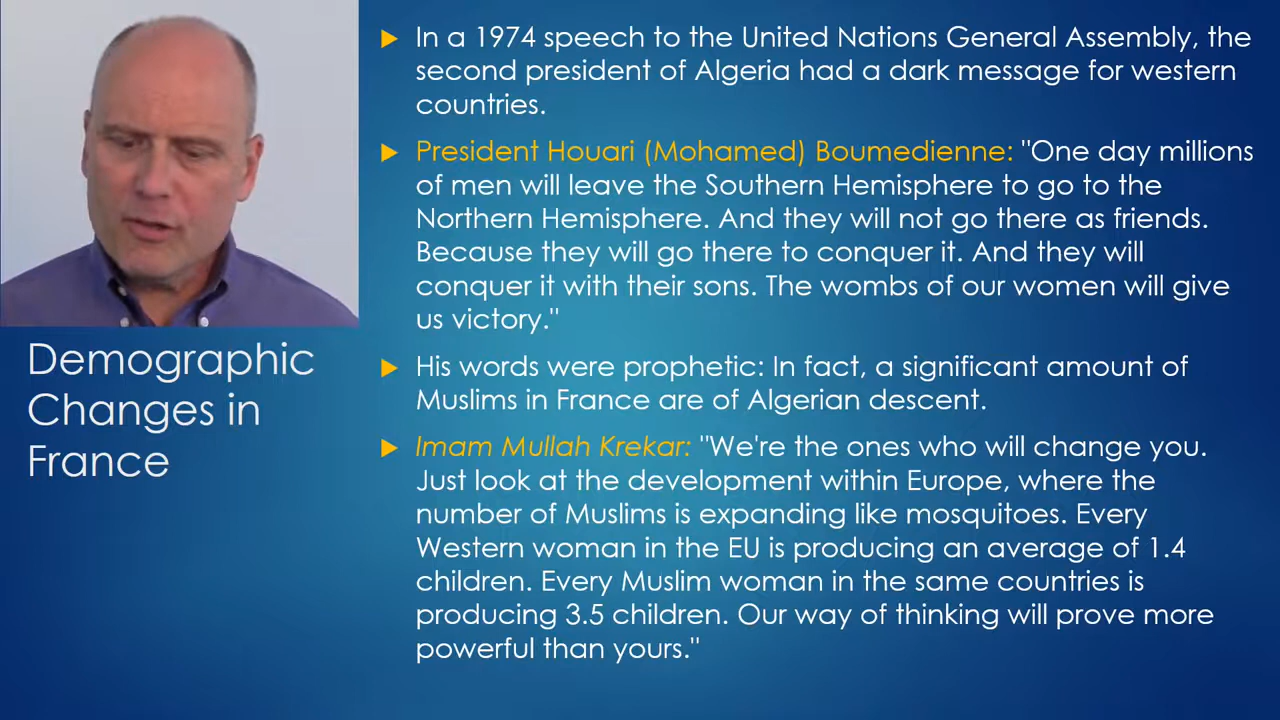 In a 1974 speech to the United Nations General Assembly, the
second president of Algeria had a dark message for western
countries.
President Houari (Mohamed) Boumedienne: "One day millions
of men will leave the Southern Hemisphere to go to the
Northern Hemisphere. And they will not go there as friends.
Because they will go there to conquer it. And they will
conquer it with their sons. The wombs of our women will give
us victory."
His words were prophetic: In fact, a significant amount of
Muslims in France are of Algerian descent.
Imam Mullah Krekar: "We're the ones who will change you.
Just look at the development within Europe, where the
number of Muslims is expanding like mosquitoes. Every
Western woman in the EU is producing an average of 1.4
children. Every Muslim woman in the same countries is
producing 3.5 children. Our way of thinking will prove more
powerful than yours."
Demographic
Changes in
France